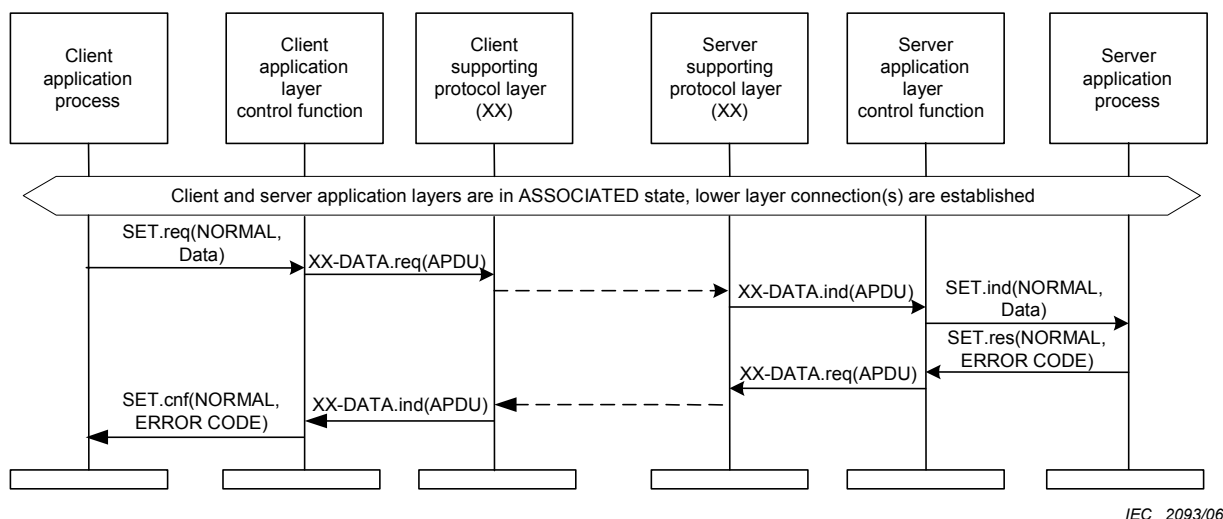 Client
application
process
Client
application
layer
control function
Client
supporting
protocol layer
(XX)
Server
supporting
protocol layer
(XX)
Server
application
layer
control function
Server
application
process
Client and server application layers are in ASSOCIATED state, lower layer connection(s) are established
SET.req(NORMAL,
Data)
XX-DATA.req(APDU)
XX-DATA.ind(APDU)
SET.ind(NORMAL,
Data)
SET.res(NORMAL,
ERROR CODE)
XX-DATA.req(APDU)
XX-DATA.ind(APDU)
SET.cnf(NORMAL,
ERROR CODE)
IEC 2093/06